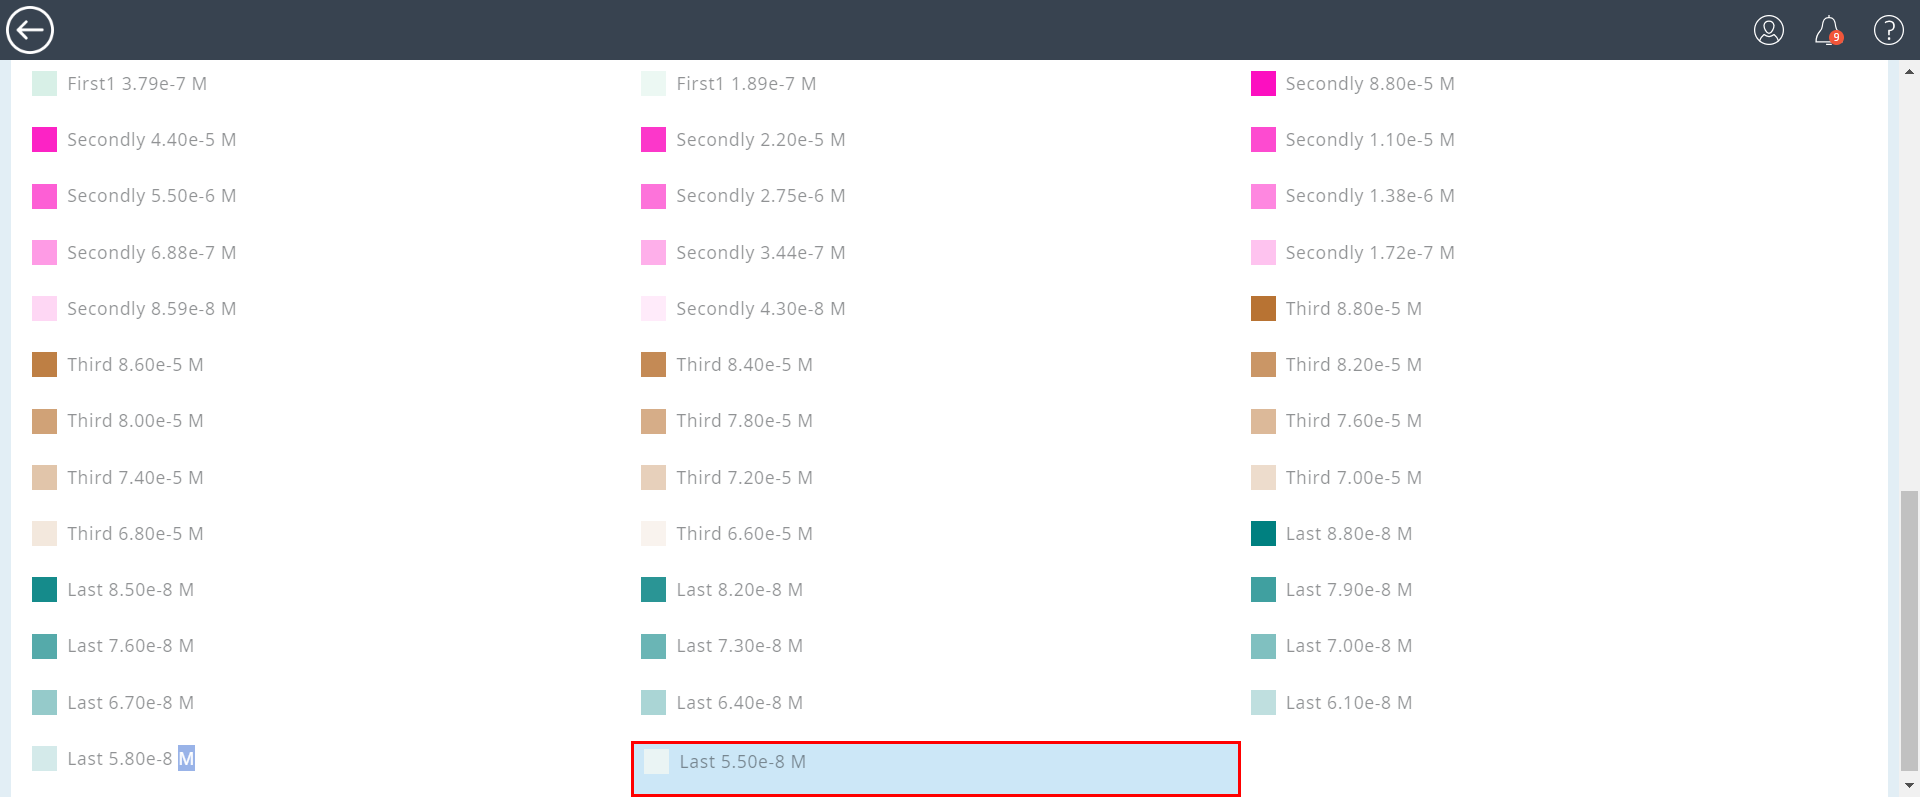 9
First1 3.79e-7 M
First1 1.89e-7 M
Secondly 8.80e-5 M
Secondly 4.40e-5 M
Secondly 2.20e-5 M
Secondly 1.10e-5 M
Secondly 5.50e-6 M
Secondly 2.75e-6 M
Secondly 1.38e-6 M
Secondly 6.88e-7 M
Secondly 3.44e-7 M
Secondly 1.72e-7 M
Secondly 8.59e-8 M
Secondly 4.30e-8 M
Third 8.80e-5 M
Third 8.60e-5 M
Third 8.40e-5 M
Third 8.20e-5 M
Third 8.00e-5 M
Third 7.80e-5 M
Third 7.60e-5 M
Third 7.40e-5 M
Third 7.20e-5 M
Third 7.00e-5 M
Third 6.80e-5 M
Third 6.60e-5 M
Last 8.80e-8 M
Last 8.50e-8 M
Last 8.20e-8 M
Last 7.90e-8 M
Last 7.60e-8 M
Last 7.30e-8 M
Last 7.00e-8 M
Last 6.70e-8 M
Last 6.40e-8 M
Last 6.10e-8 M
Last 5.80e-8 M
Last 5.50e-8 M